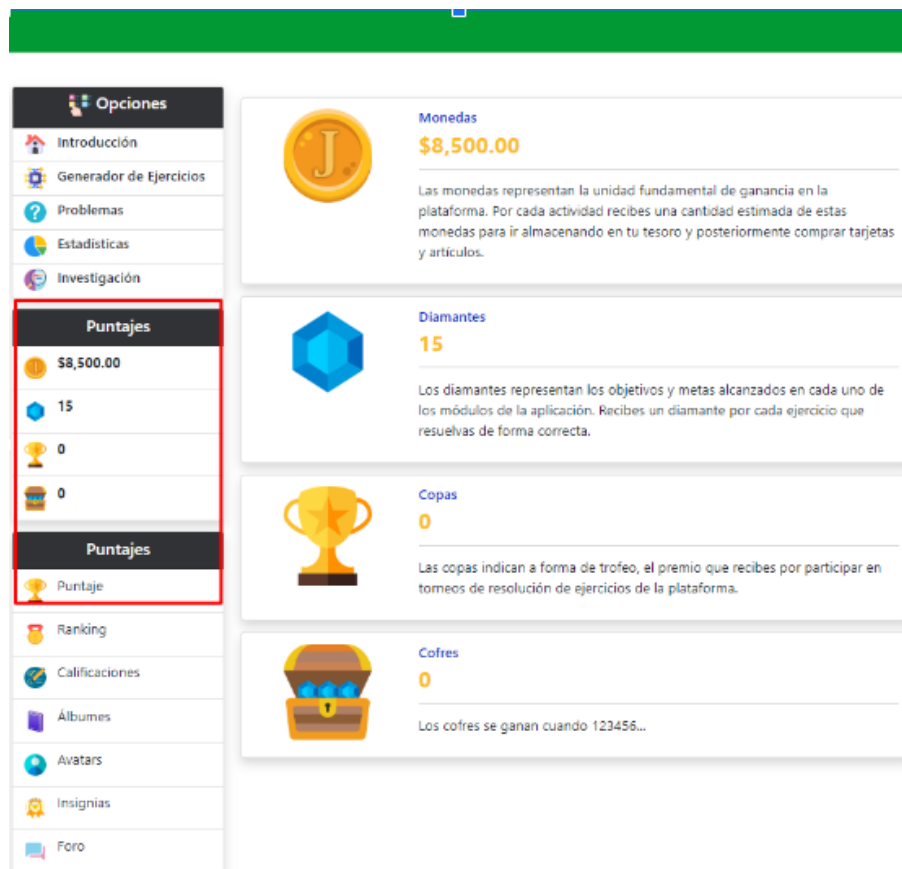 Opciones
Introducción
Generador de Ejercicios
Problemas
Estadísticas
Investigación
Puntajes
$8,500.00
15
0
0
Puntajes
Puntaje
Ranking
Calificaciones
Álbumes
Avatars
Insignias
Foro
J
Monedas
$8,500.00
Las monedas representan la unidad fundamental de ganancia en la
plataforma. Por cada actividad recibes una cantidad estimada de estas
monedas para ir almacenando en tu tesoro y posteriormente comprar tarjetas
y artículos.
Diamantes
15
Los diamantes representan los objetivos y metas alcanzados en cada uno de
los módulos de la aplicación. Recibes un diamante por cada ejercicio que
resuelvas de forma correcta.
Copas
0
Las copas indican a forma de trofeo, el premio que recibes por participar en
torneos de resolución de ejercicios de la plataforma.
Cofres
0
Los cofres se ganan cuando 123456...